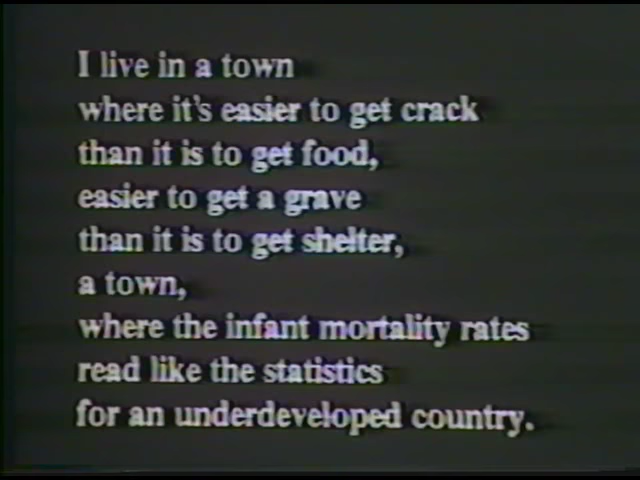 I live in a town
where it's easier to get crack
than it is to get food,
easier to get a grave
than it is to get shelter,
a town,
where the infant mortality rates
read like the statistics
for an underdeveloped country.